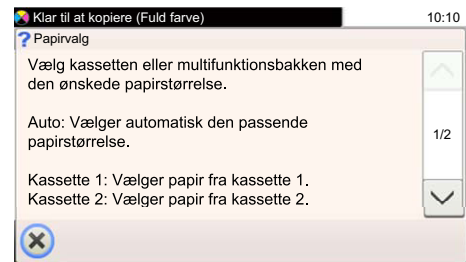 Klar til at kopiere (Fuld farve) 10:10
? Papirvalg
Vælg kassetten eller multifunktionsbakken med
den ønskede papirstørrelse.
Auto: Vælger automatisk den passende
papirstørrelse.
1/2
Kassette 1: Vælger papir fra kassette 1.
Kassette 2: Vælger papir fra kassette 2.